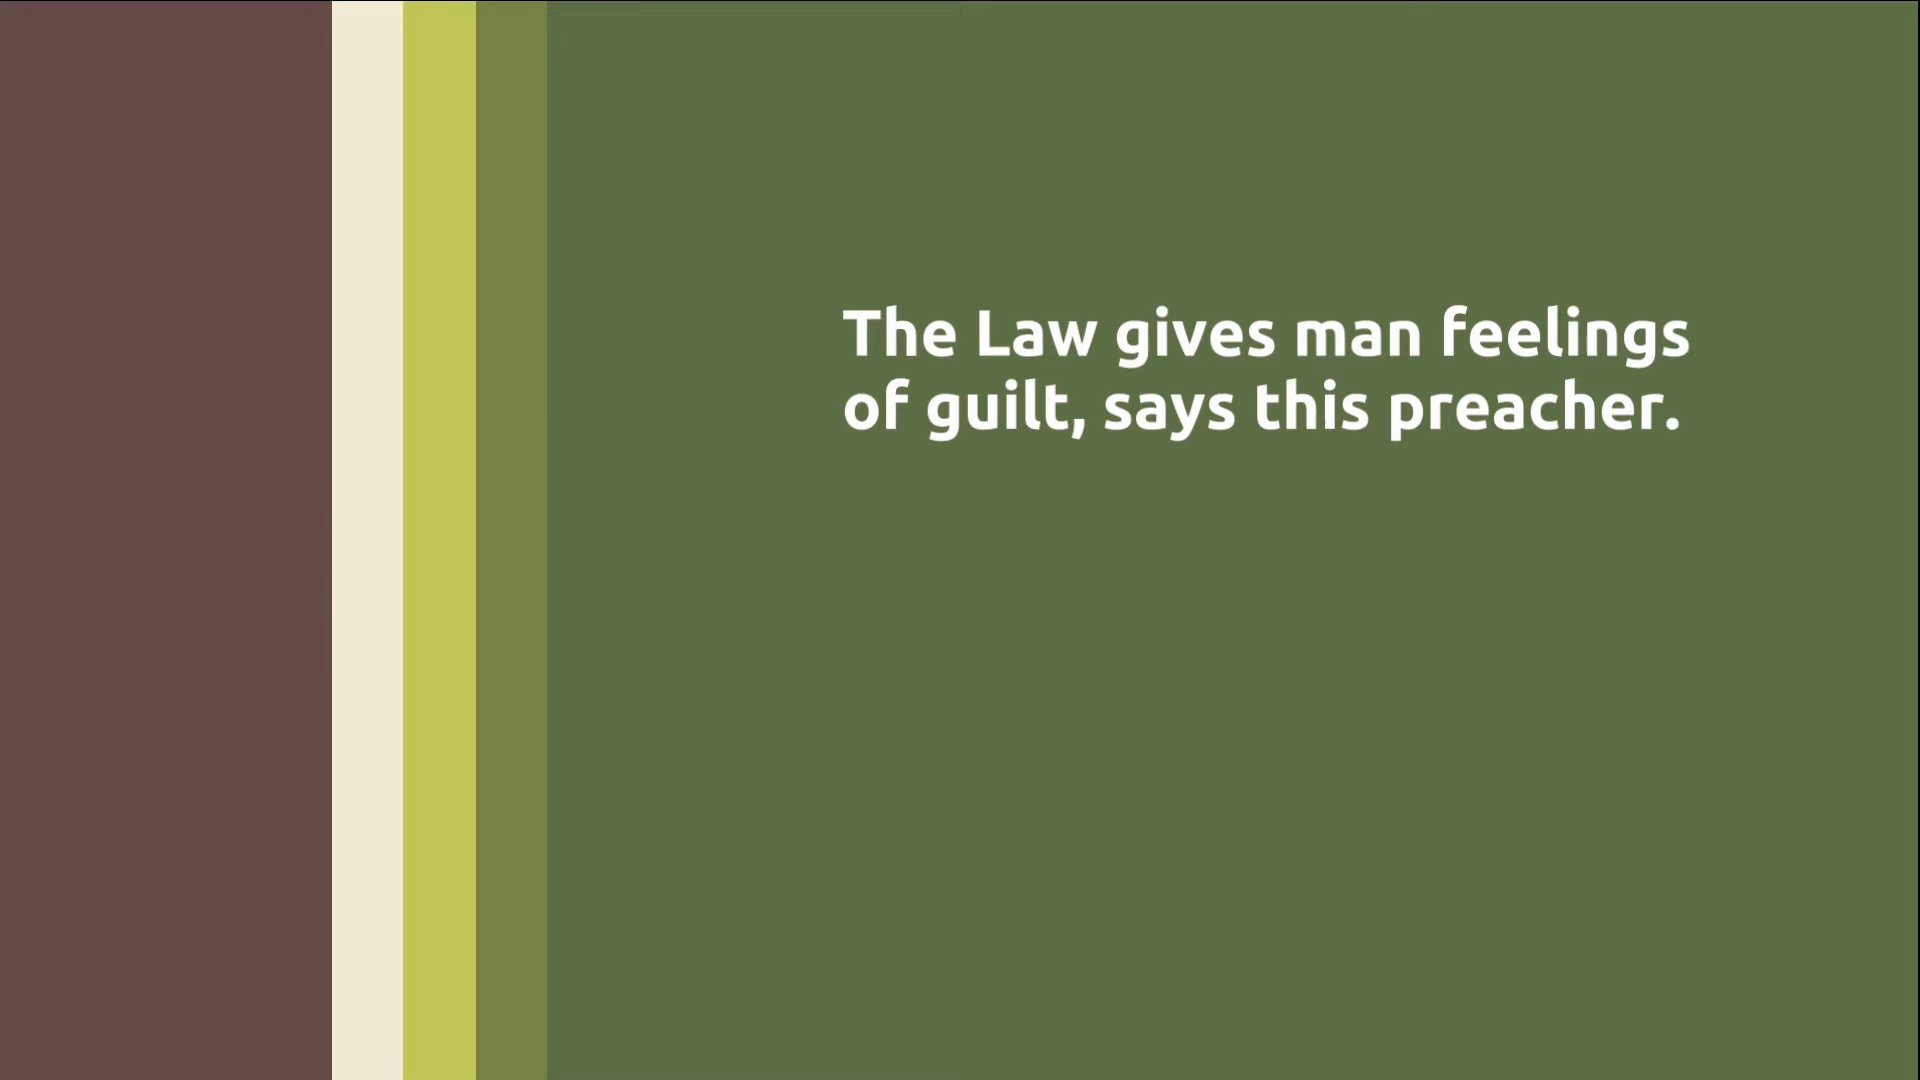 The Law gives man feelings
of guilt, says this preacher.